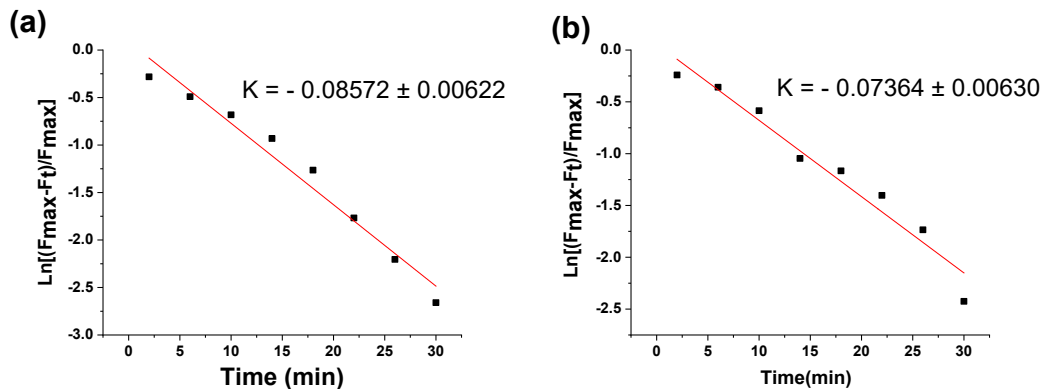 (a)
K = - 0.08572 ± 0.00622
Ln[(Fmax-Ft)/Fmax]
0.0
-0.5
-1.0
-1.5
-2.0
-2.5
-3.0
0 5 10 15 20 25 30
Time (min)
(b)
K = - 0.07364 ± 0.00630
Ln[(Fmax-Ft)/Fmax]
0.0
-0.5
-1.0
-1.5
-2.0
-2.5
0 5 10 15 20 25 30
Time(min)